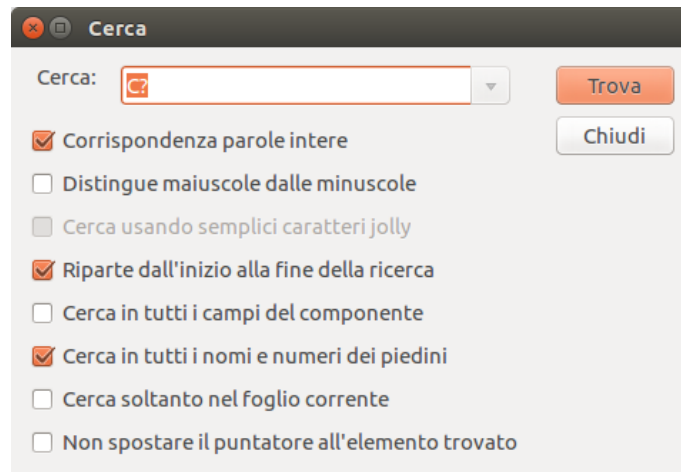 Cerca
Cerca: C? Trova
Chiudi
Corrispondenza parole intere
Distingue maiuscole dalle minuscole
Cerca usando semplici caratteri jolly
Riparte dall'inizio alla fine della ricerca
Cerca in tutti i campi del componente
Cerca in tutti i nomi e numeri dei piedini
Cerca soltanto nel foglio corrente
Non spostare il puntatore all'elemento trovato